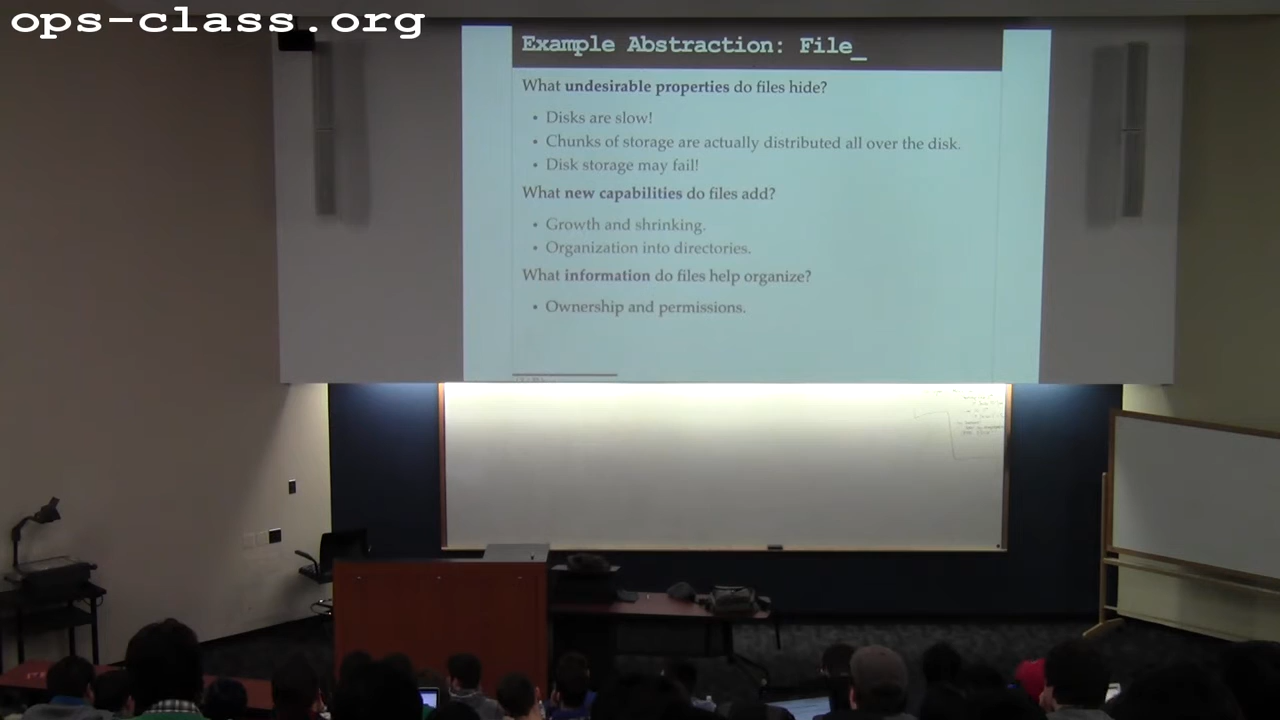 ops-class.org
Example Abstraction: File_
What undesirable properties do files hide?
• Disks are slow!
• Chunks of storage are actually distributed all over the disk.
• Disk storage may fail!
What new capabilities do files add?
• Growth and shrinking.
• Organization into directories.
What information do files help organize?
• Ownership and permissions.